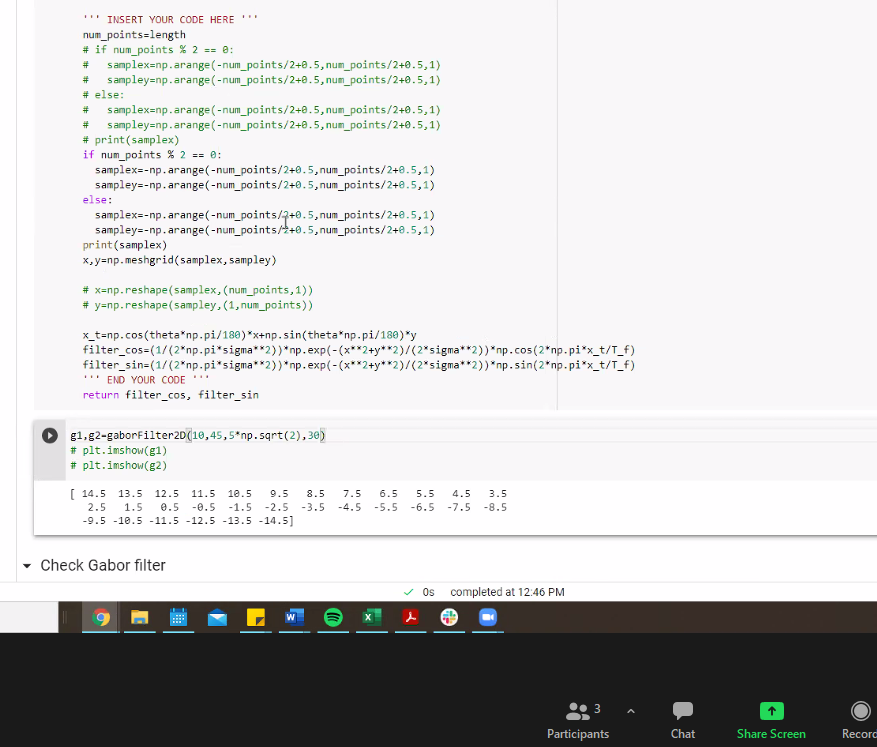 ''' INSERT YOUR CODE HERE '''
num_points=length
# if num_points % 2 == 0:
#   samplex=np.arange(-num_points/2+0.5,num_points/2+0.5,1)
#   sampley=np.arange(-num_points/2+0.5,num_points/2+0.5,1)
# else:
#   samplex=np.arange(-num_points/2+0.5,num_points/2+0.5,1)
#   sampley=np.arange(-num_points/2+0.5,num_points/2+0.5,1)
# print(samplex)
if num_points % 2 == 0:
  samplex=-np.arange(-num_points/2+0.5,num_points/2+0.5,1)
  sampley=-np.arange(-num_points/2+0.5,num_points/2+0.5,1)
else:
  samplex=-np.arange(-num_points/2+0.5,num_points/2+0.5,1)
  sampley=-np.arange(-num_points/2+0.5,num_points/2+0.5,1)
print(samplex)
x,y=np.meshgrid(samplex,sampley)
# x=np.reshape(samplex,(num_points,1))
# y=np.reshape(sampley,(1,num_points))
x_t=np.cos(theta*np.pi/180)*x+np.sin(theta*np.pi/180)*y
filter_cos=(1/(2*np.pi*sigma**2))*np.exp(-(x**2+y**2)/(2*sigma**2))*np.cos(2*np.pi*x_t/T_f)
filter_sin=(1/(2*np.pi*sigma**2))*np.exp(-(x**2+y**2)/(2*sigma**2))*np.sin(2*np.pi*x_t/T_f)
''' END YOUR CODE '''
return filter_cos, filter_sin
g1,g2=gaborFilter2D(10,45,5*np.sqrt(2),30)
# plt.imshow(g1)
# plt.imshow(g2)
[ 14.5  13.5  12.5  11.5  10.5   9.5   8.5   7.5   6.5   5.5   4.5   3.5
   2.5   1.5   0.5  -0.5  -1.5  -2.5  -3.5  -4.5  -5.5  -6.5  -7.5  -8.5
  -9.5 -10.5 -11.5 -12.5 -13.5 -14.5]
Check Gabor filter
0s completed at 12:46 PM
3
Participants Chat Share Screen Record